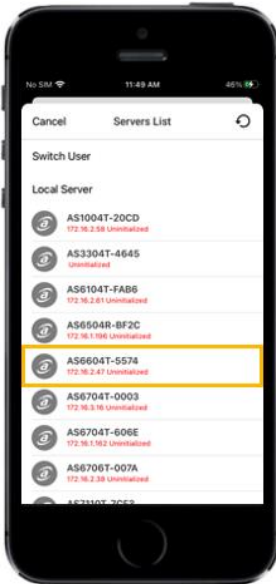 No SIM 11:49 AM 46%
Cancel Servers List
Switch User
Local Server
AS1004T-20CD
172.16.2.58 Uninitialized
AS3304T-4645
Uninitialized
AS6104T-FAB6
172.16.2.61 Uninitialized
AS6504R-BF2C
172.16.1.196 Uninitialized
AS6604T-5574
172.16.2.47 Uninitialized
AS6704T-0003
172.16.3.16 Uninitialized
AS6704T-606E
172.16.1.162 Uninitialized
AS6706T-007A
172.16.2.38 Uninitialized